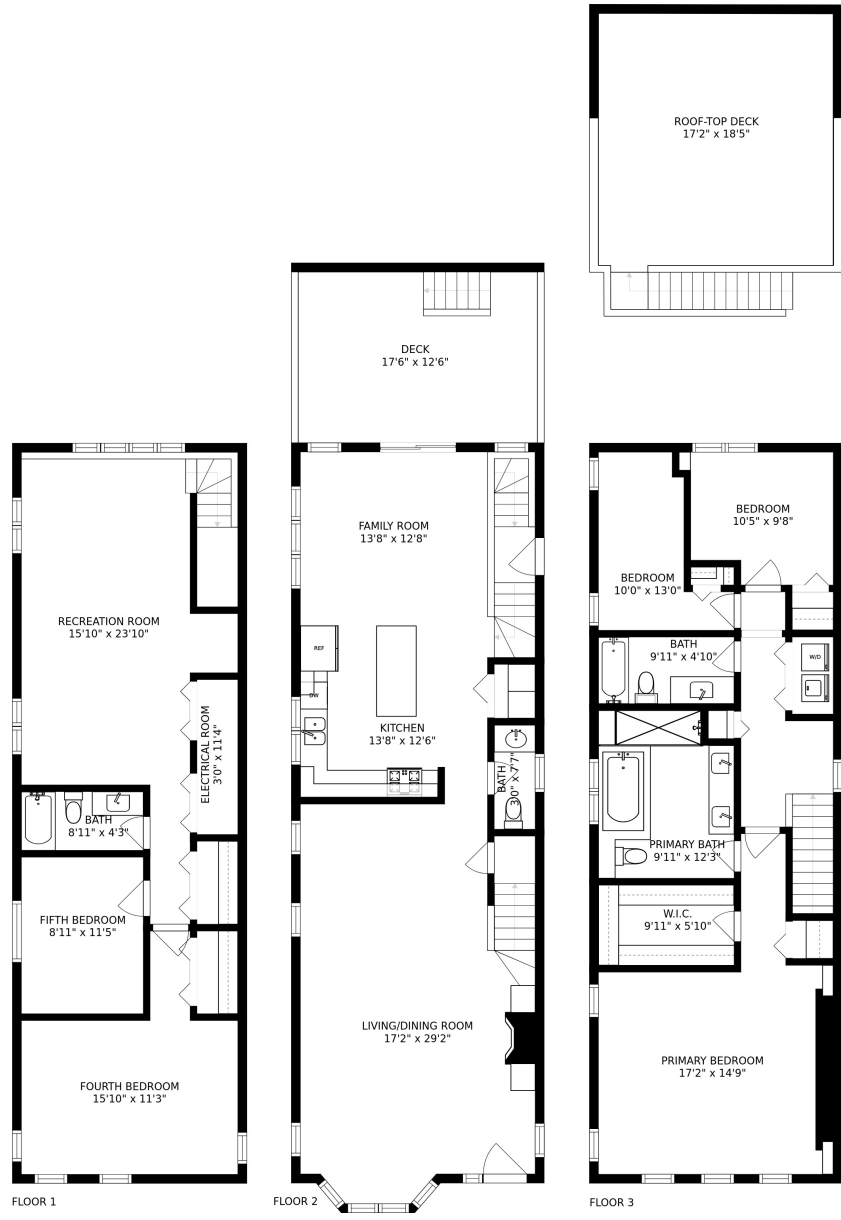 ROOF-TOP DECK
17'2" x 18'5"
DECK
17'6" x 12'6"
RECREATION ROOM
15'10" x 23'10"
ELECTRICAL ROOM
3'0" x 11'4"
BATH
8'11" x 4'3"
FIFTH BEDROOM
8'11" x 11'5"
FOURTH BEDROOM
15'10" x 11'3"
FLOOR 1
FAMILY ROOM
13'8" x 12'8"
REF
DW
KITCHEN
13'8" x 12'6"
BATH
3'0" x 7'7"
LIVING/DINING ROOM
17'2" x 29'2"
FLOOR 2
BEDROOM
10'5" x 9'8"
BEDROOM
10'0" x 13'0"
BATH
9'11" x 4'10"
W/D
PRIMARY BATH
9'11" x 12'3"
W.I.C.
9'11" x 5'10"
PRIMARY BEDROOM
17'2" x 14'9"
FLOOR 3